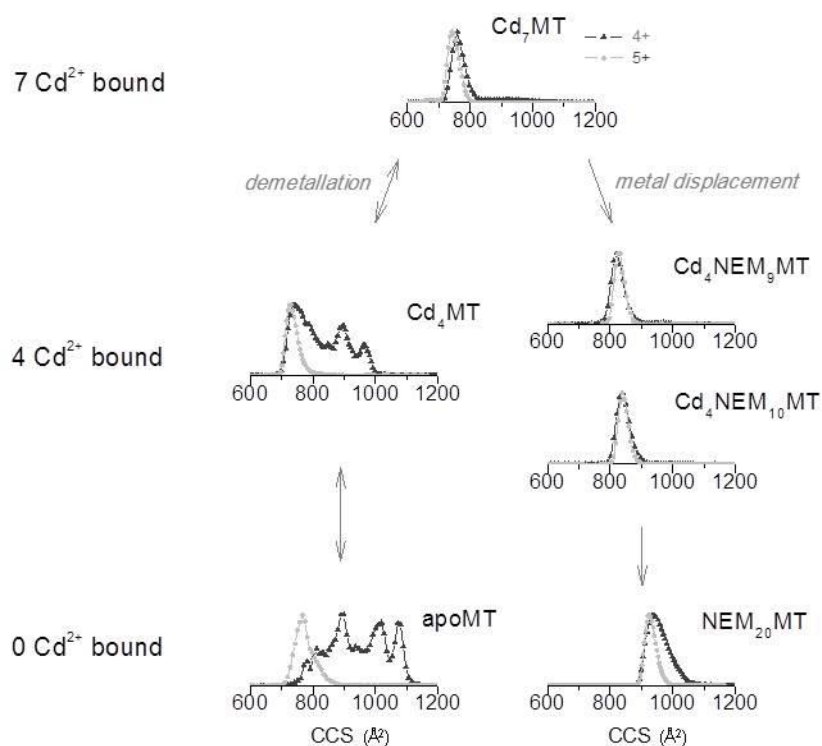 Cd₇MT
4+
5+
7 Cd²⁺ bound
600 800 1000 1200
demetallation
metal displacement
Cd₄NEM₉MT
Cd₄MT
600 800 1000 1200
4 Cd²⁺ bound
600 800 1000 1200
Cd₄NEM₁₀MT
600 800 1000 1200
apoMT
NEM₂₀MT
0 Cd²⁺ bound
600 800 1000 1200
600 800 1000 1200
CCS (Å²)
CCS (Å²)